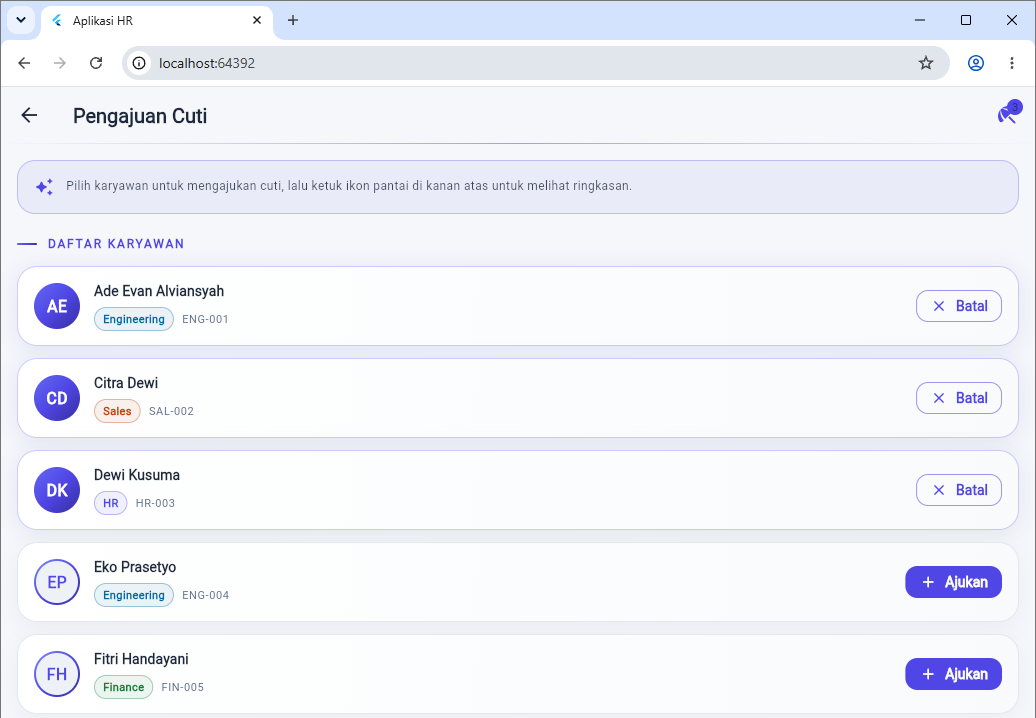 Aplikasi HR
localhost:64392
Pengajuan Cuti
3
Pilih karyawan untuk mengajukan cuti, lalu ketuk ikon pantai di kanan atas untuk melihat ringkasan.
DAFTAR KARYAWAN
AE
Ade Evan Alviansyah
Engineering ENG-001
Batal
CD
Citra Dewi
Sales SAL-002
Batal
DK
Dewi Kusuma
HR HR-003
Batal
EP
Eko Prasetyo
Engineering ENG-004
Ajukan
FH
Fitri Handayani
Finance FIN-005
Ajukan